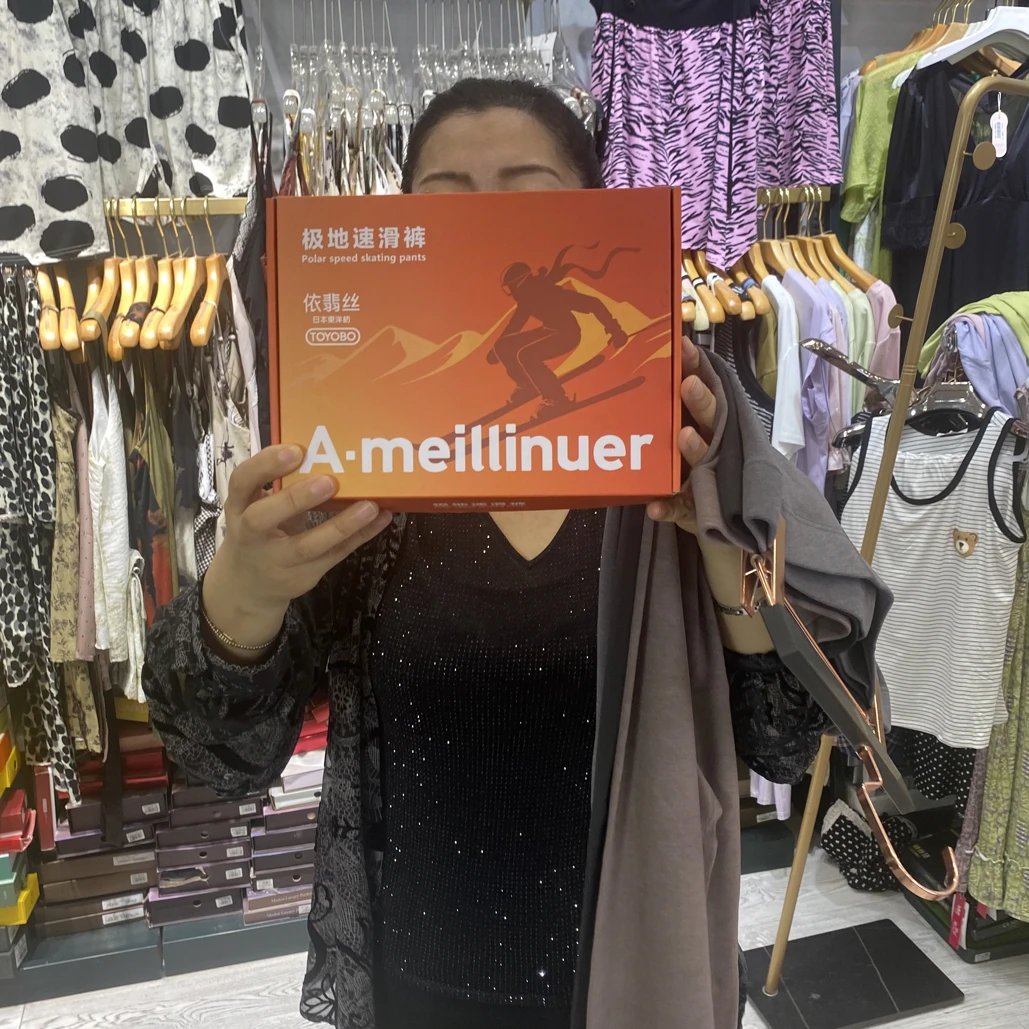 极地速滑裤
Polar speed skating pants
依翡丝
日本東洋紡
TOYOBO
A·meillinuer